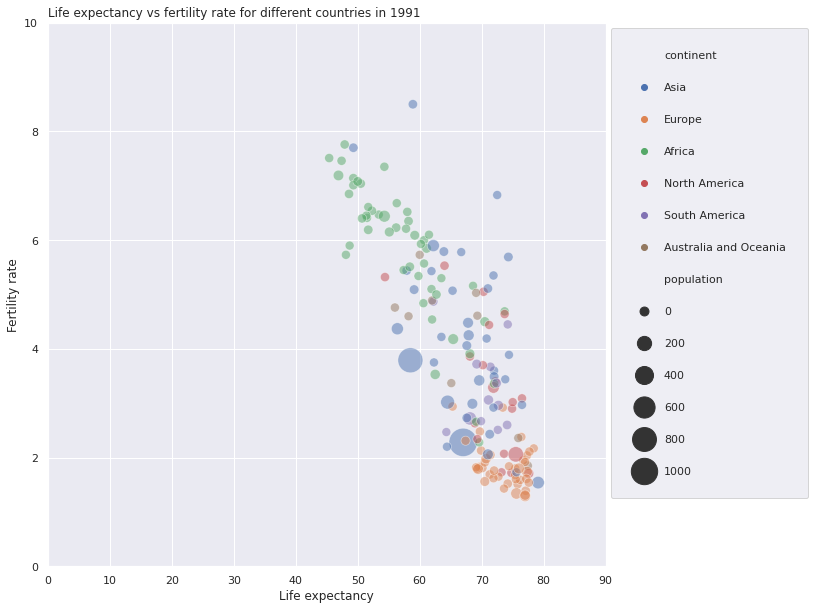 Life expectancy vs fertility rate for different countries in 1991
10
8
6
4
2
0
Fertility rate
0 10 20 30 40 50 60 70 80 90
Life expectancy
continent
Asia
Europe
Africa
North America
South America
Australia and Oceania
population
0
200
400
600
800
1000